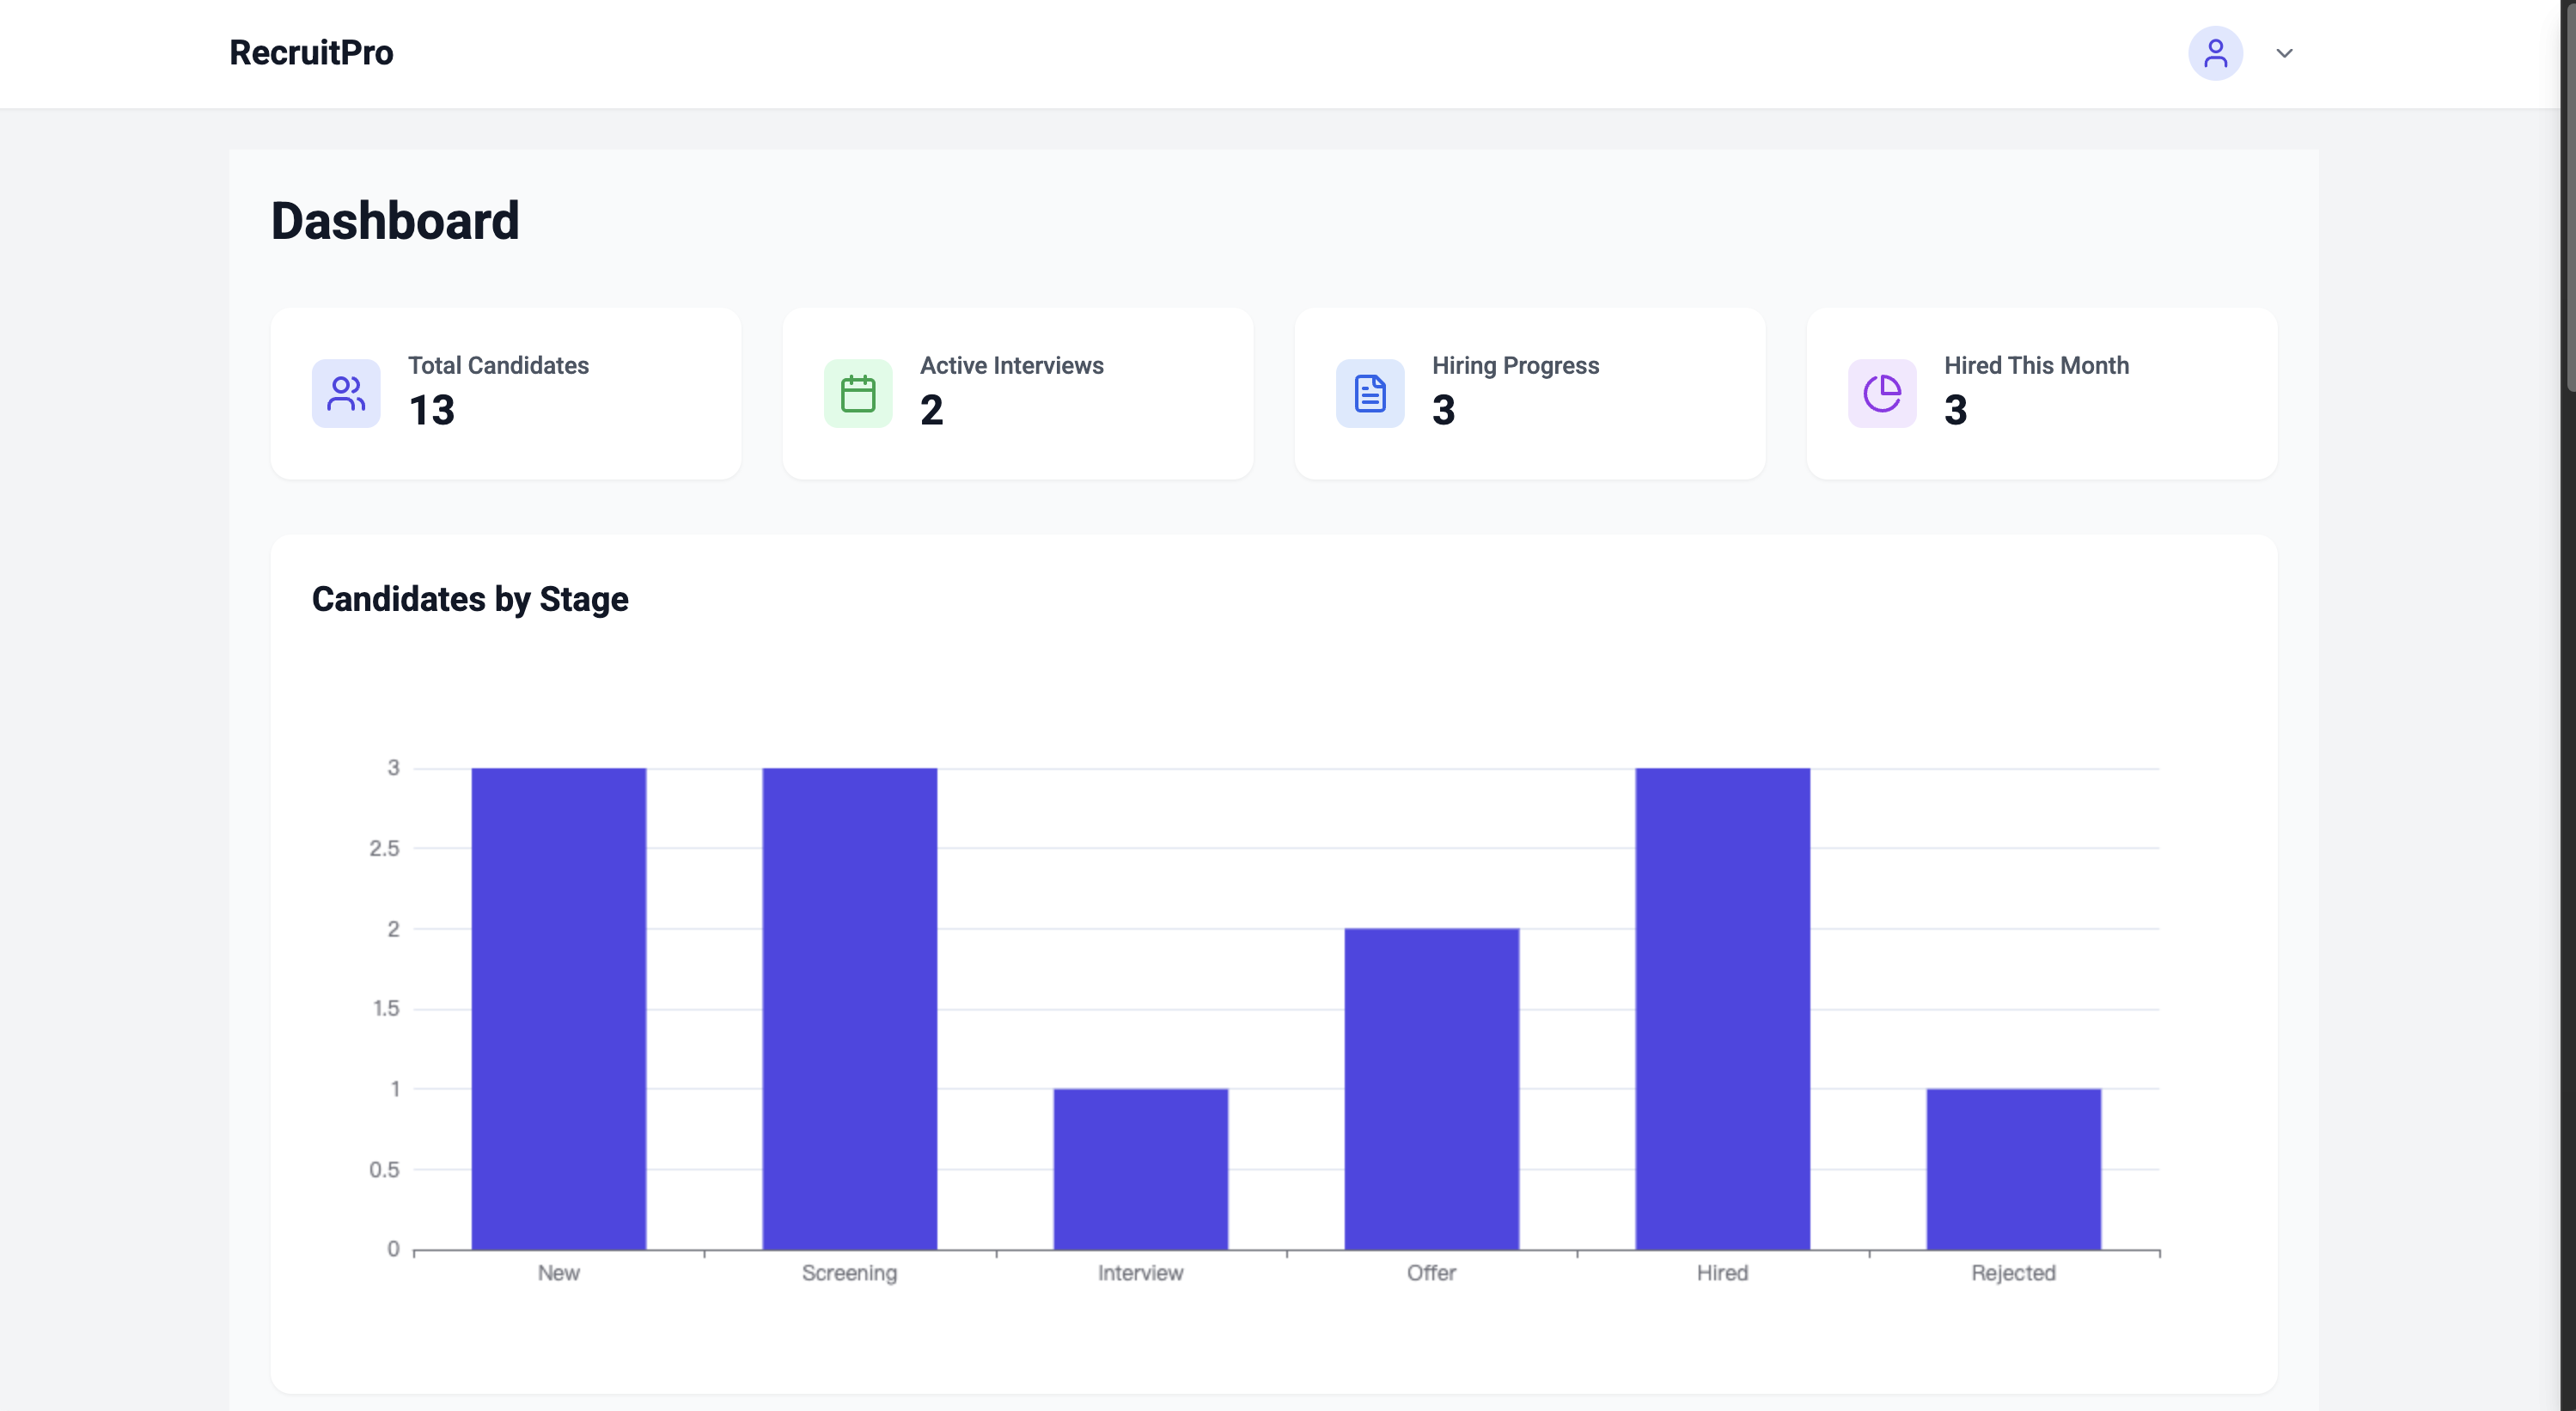 RecruitPro
Dashboard
Total Candidates
13
Active Interviews
2
Hiring Progress
3
Hired This Month
3
Candidates by Stage
3
2.5
2
1.5
1
0.5
0
New
Screening
Interview
Offer
Hired
Rejected